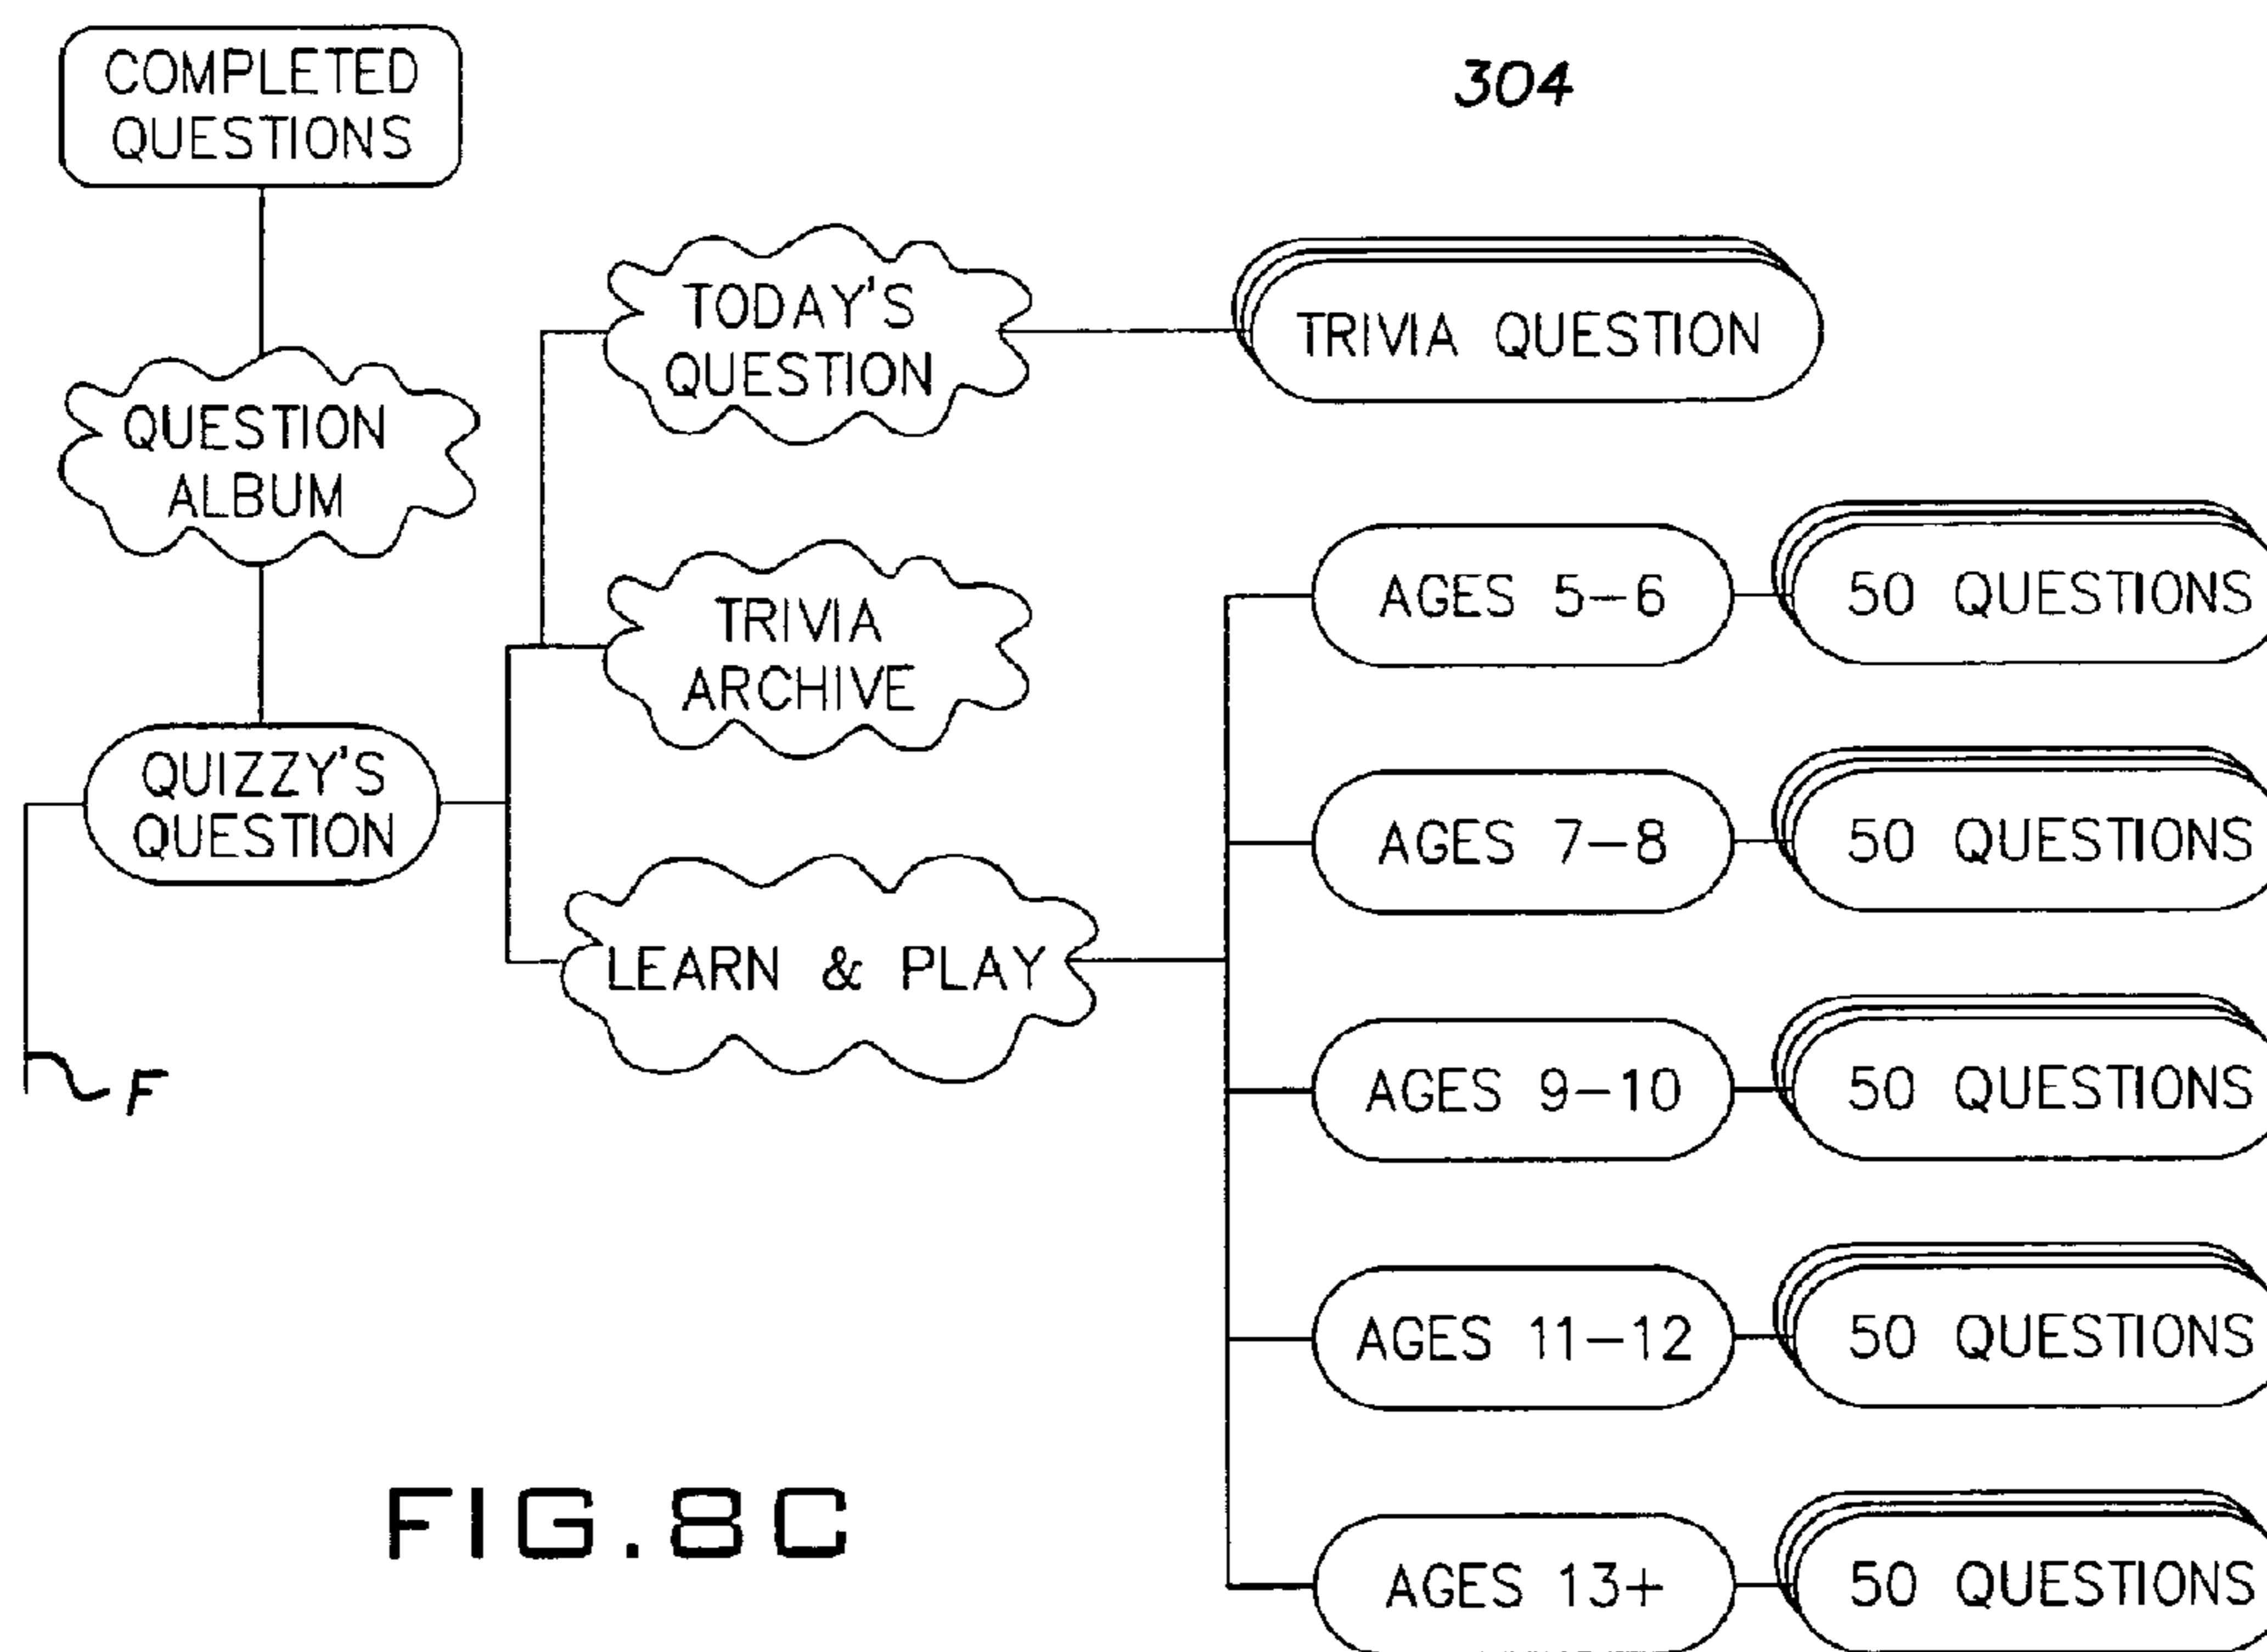 COMPLETED
QUESTIONS
304
TODAY'S
QUESTION
TRIVIA QUESTION
QUESTION
ALBUM
TRIVIA
ARCHIVE
AGES 5-6
50 QUESTIONS
QUIZZY'S
QUESTION
AGES 7-8
50 QUESTIONS
LEARN & PLAY
F
AGES 9-10
50 QUESTIONS
AGES 11-12
50 QUESTIONS
FIG.8C
AGES 13+
50 QUESTIONS